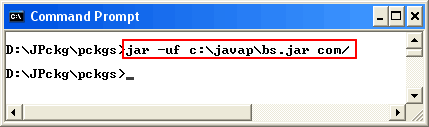 Command Prompt
D:\JPckg\pckgs>jar -uf c:\javap\bs.jar com/
D:\JPckg\pckgs>_